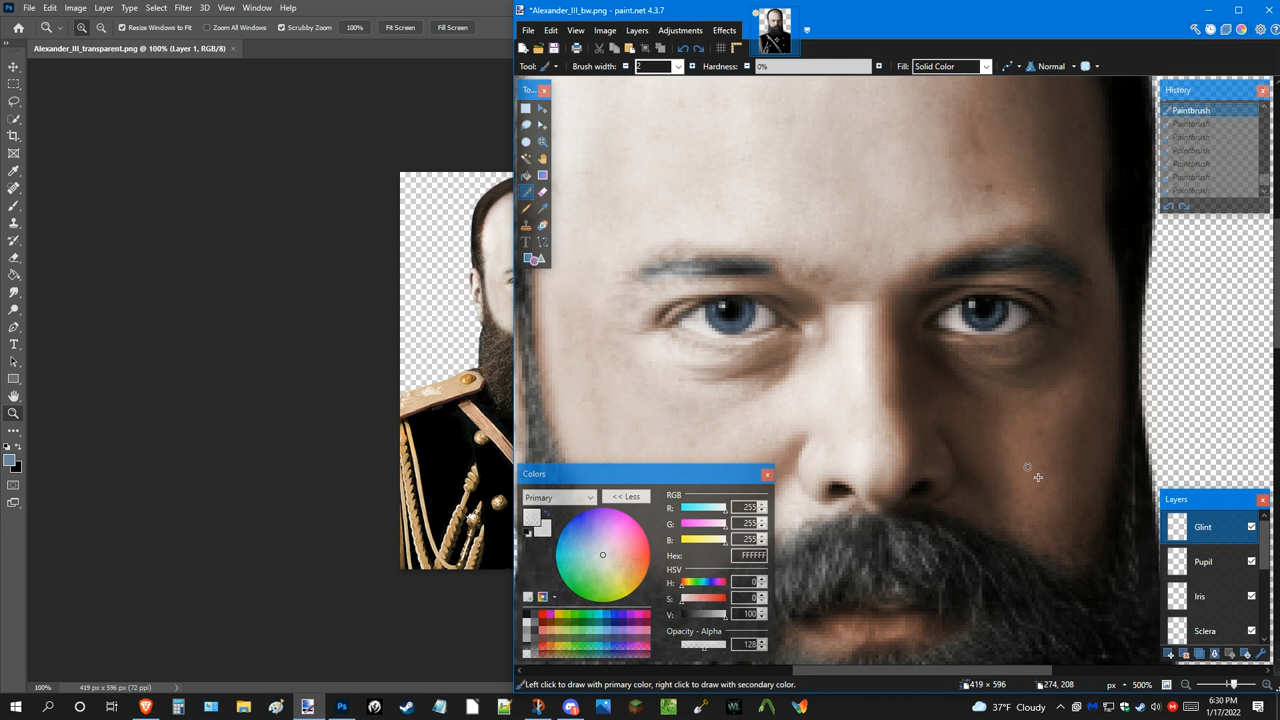 File Edit Image Layer Type Select Filter 3D View Window Help
Resize Windows to Fit Zoom All Windows Scrubby Zoom 100% Fit Screen Fill Screen
Alexander_III_transparent.png @ 100% (Layer 1, RGB/8)
100% 419 px x 596 px (72 ppi)
*Alexander_III_bw.png - paint.net 4.3.7
File Edit View Image Layers Adjustments Effects
Tool: Brush width: 2 Hardness: 0% Fill: Solid Color Normal
To...
History
Paintbrush
Paintbrush
Paintbrush
Paintbrush
Paintbrush
Paintbrush
Paintbrush
Colors
Primary
<< Less
RGB
R: 255
G: 255
B: 255
Hex: FFFFFF
HSV
H: 0
S: 0
V: 100
Opacity - Alpha
128
Layers
Glint
Pupil
Iris
Sclera
Left click to draw with primary color, right click to draw with secondary color.
419 × 596
274, 208
px
500%
37°F Cloudy
6:30 PM
1/17/2022